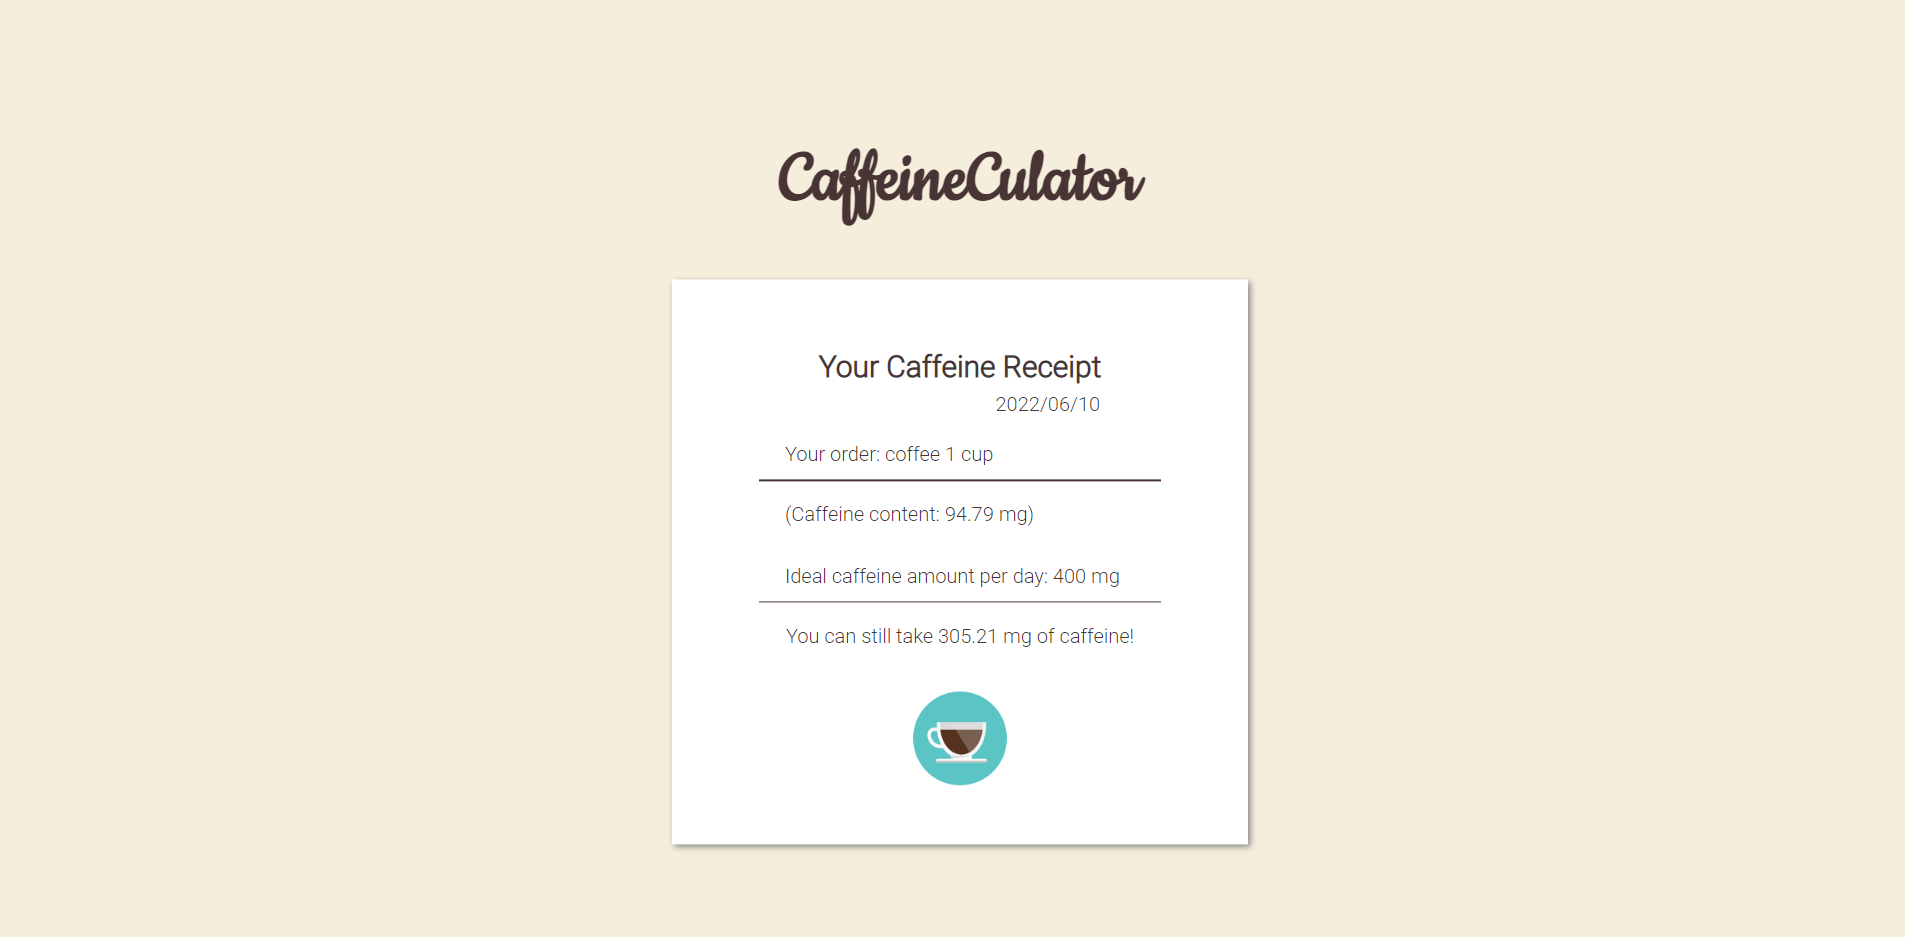 CaffeineCulator
Your Caffeine Receipt
2022/06/10
Your order: coffee 1 cup
(Caffeine content: 94.79 mg)
Ideal caffeine amount per day: 400 mg
You can still take 305.21 mg of caffeine!